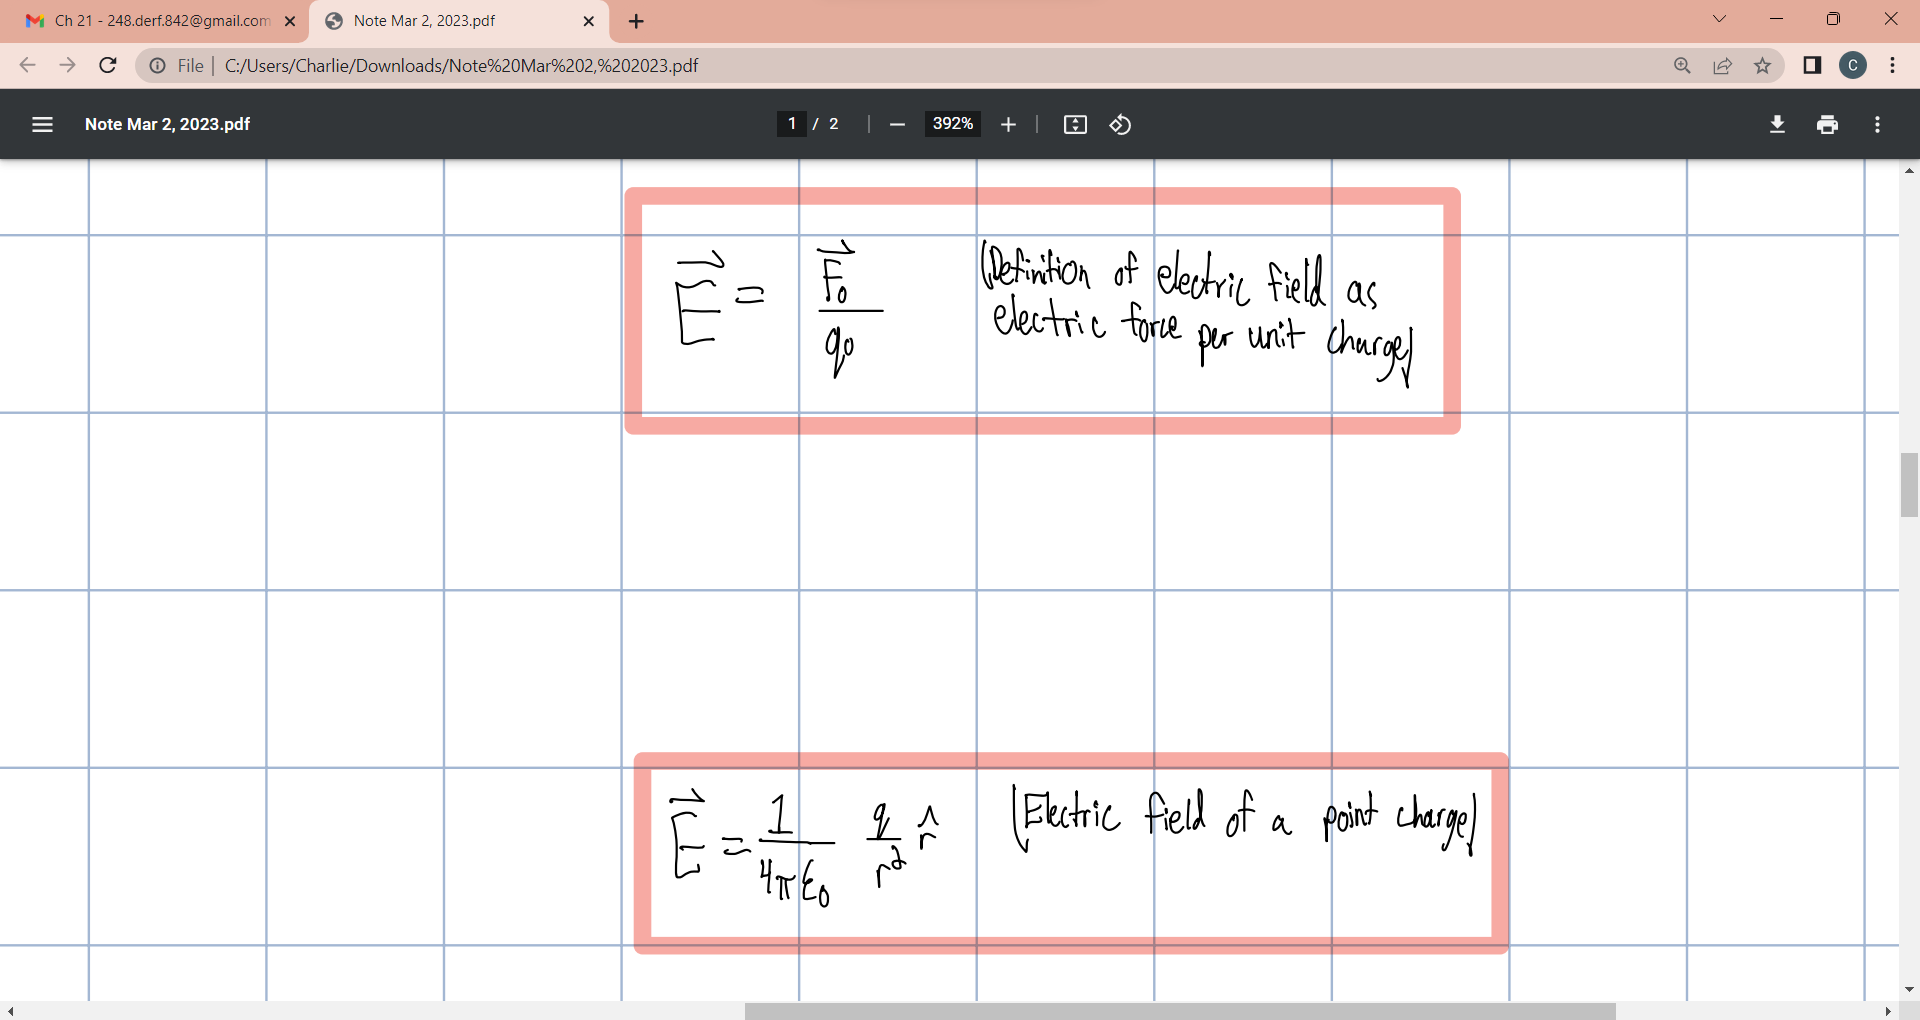 Ch 21 - 248.derf.842@gmail.com
Note Mar 2, 2023.pdf
File
C:/Users/Charlie/Downloads/Note%20Mar%202,%202023.pdf
C
Note Mar 2, 2023.pdf
1 / 2
392%
E⃗ = F⃗₀ / q₀
(Definition of electric field as
electric force per unit charge)
E⃗ = 1/(4πε₀) q/r² r̂
(Electric field of a point charge)